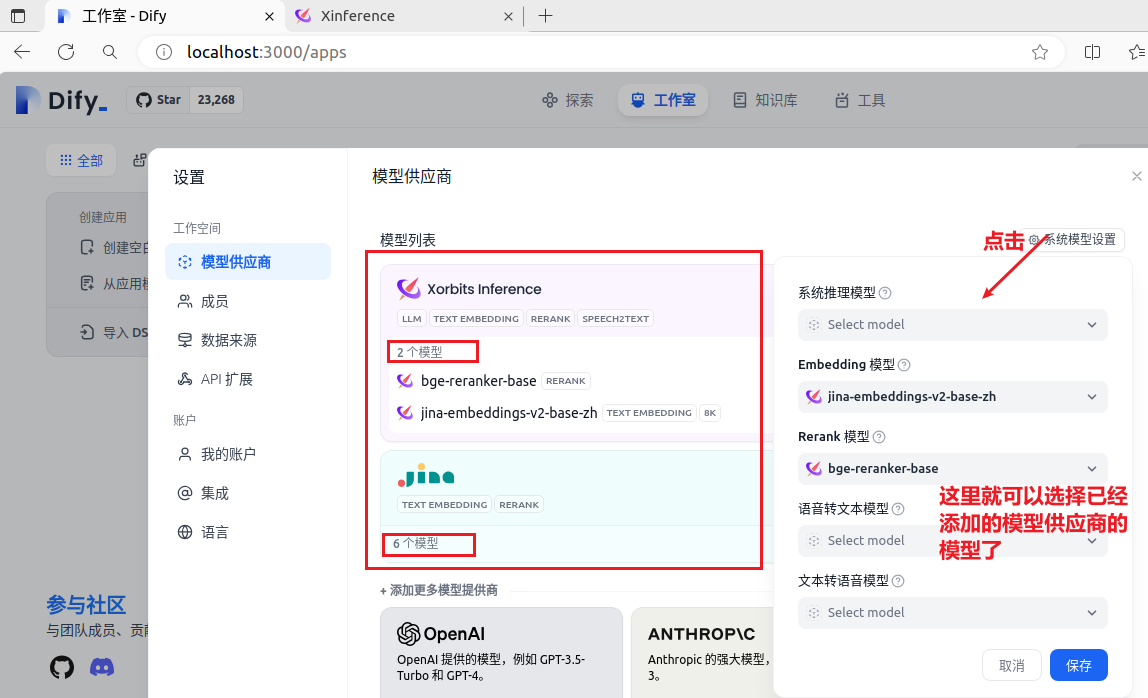 工作室 - Dify
Xinference
localhost:3000/apps
Dify_
Star 23,268
探索
工作室
知识库
工具
全部
创建应用
创建空白
从应用模
导入 DS
参与社区
与团队成员、贡献
设置
工作空间
模型供应商
成员
数据来源
API 扩展
账户
我的账户
集成
语言
模型供应商
模型列表
Xorbits Inference
LLM TEXT EMBEDDING RERANK SPEECH2TEXT
2 个模型
bge-reranker-base RERANK
jina-embeddings-v2-base-zh TEXT EMBEDDING 8K
jina
TEXT EMBEDDING RERANK
6 个模型
+ 添加更多模型提供商
OpenAI
OpenAI 提供的模型，例如 GPT-3.5-
Turbo 和 GPT-4。
ANTHROP\C
Anthropic 的强大模型，
3。
点击
系统模型设置
系统推理模型
Select model
Embedding 模型
jina-embeddings-v2-base-zh
Rerank 模型
bge-reranker-base
这里就可以选择已经
添加的模型供应商的
模型了
语音转文本模型
Select model
文本转语音模型
Select model
取消
保存